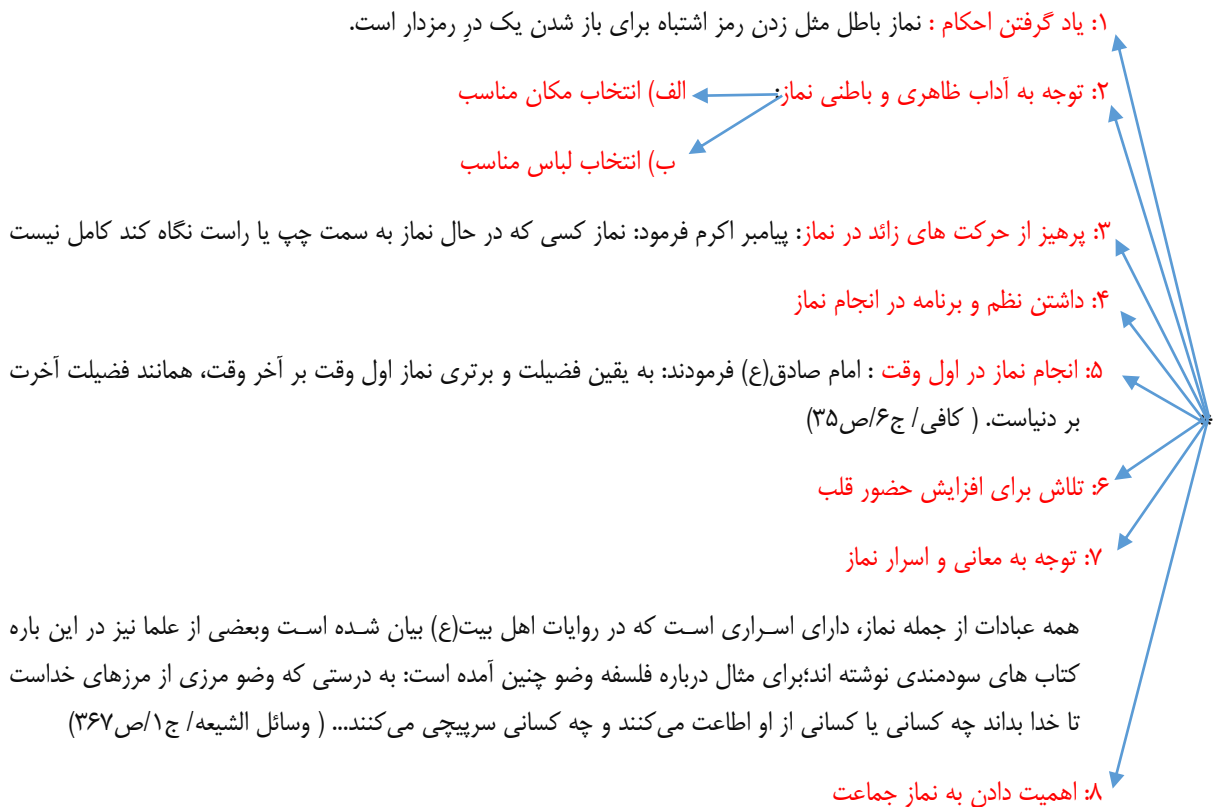 ۱: یاد گرفتن احکام : نماز باطل مثل زدن رمز اشتباه برای باز شدن یک درِ رمزدار است.
۲: توجه به آداب ظاهری و باطنی نماز: الف) انتخاب مکان مناسب
ب) انتخاب لباس مناسب
۳: پرهیز از حرکت های زائد در نماز: پیامبر اکرم فرمود: نماز کسی که در حال نماز به سمت چپ یا راست نگاه کند کامل نیست
۴: داشتن نظم و برنامه در انجام نماز
۵: انجام نماز در اول وقت : امام صادق(ع) فرمودند: به یقین فضیلت و برتری نماز اول وقت بر آخر وقت، همانند فضیلت آخرت
بر دنیاست. ( کافی/ ج۶/ص۳۵)
*
۶: تلاش برای افزایش حضور قلب
۷: توجه به معانی و اسرار نماز
همه عبادات از جمله نماز، دارای اسراری است که در روایات اهل بیت(ع) بیان شده است وبعضی از علما نیز در این باره
کتاب های سودمندی نوشته اند؛برای مثال درباره فلسفه وضو چنین آمده است: به درستی که وضو مرزی از مرزهای خداست
تا خدا بداند چه کسانی یا کسانی از او اطاعت می‌کنند و چه کسانی سرپیچی می‌کنند... ( وسائل الشیعه/ ج۱/ص۳۶۷)
۸: اهمیت دادن به نماز جماعت